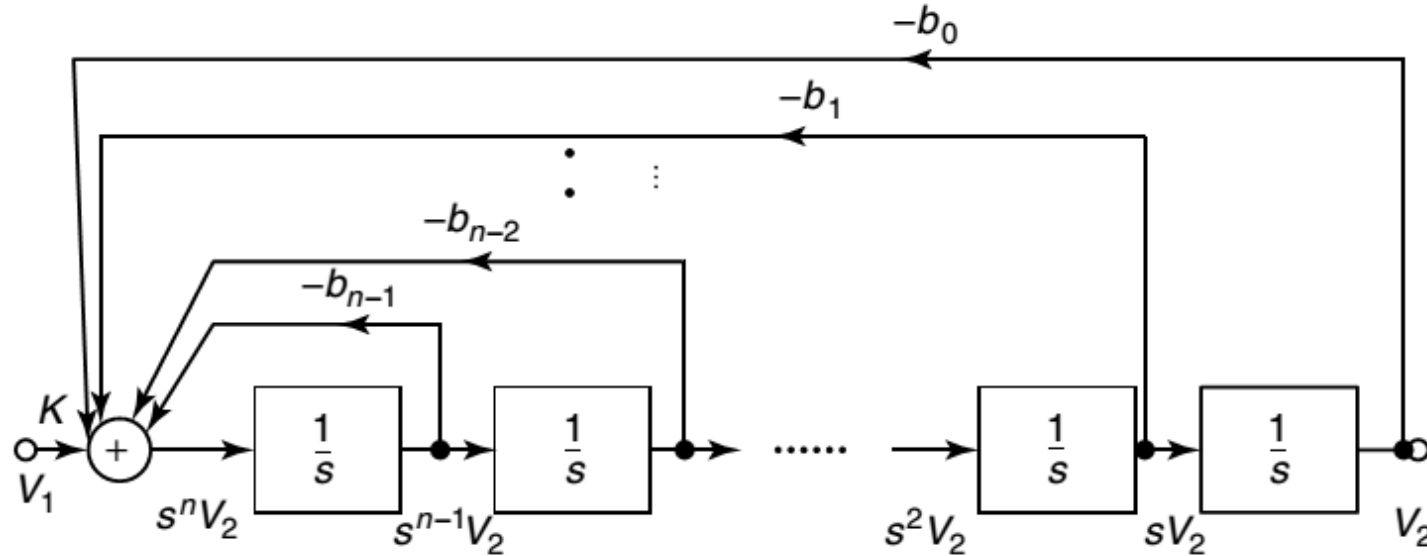 −b₀
−b₁
−bₙ₋₂
−bₙ₋₁
K
+
1/s
1/s
......
1/s
1/s
V₁
sⁿV₂
sⁿ⁻¹V₂
s²V₂
sV₂
V₂